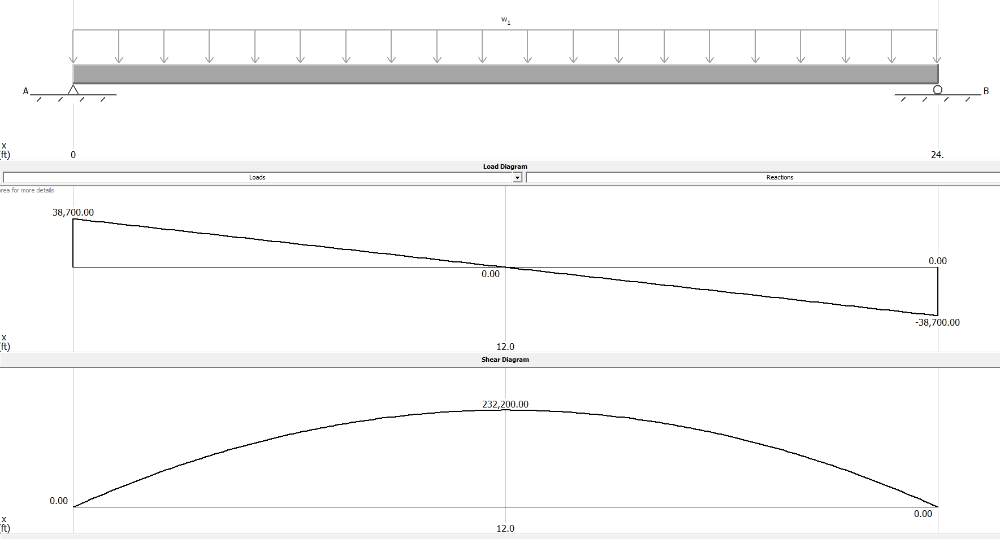 w1
A
B
x
(ft)
0
24.
Load Diagram
Loads
Reactions
rea for more details
38,700.00
0.00
0.00
-38,700.00
x
(ft)
12.0
Shear Diagram
232,200.00
0.00
0.00
x
(ft)
12.0